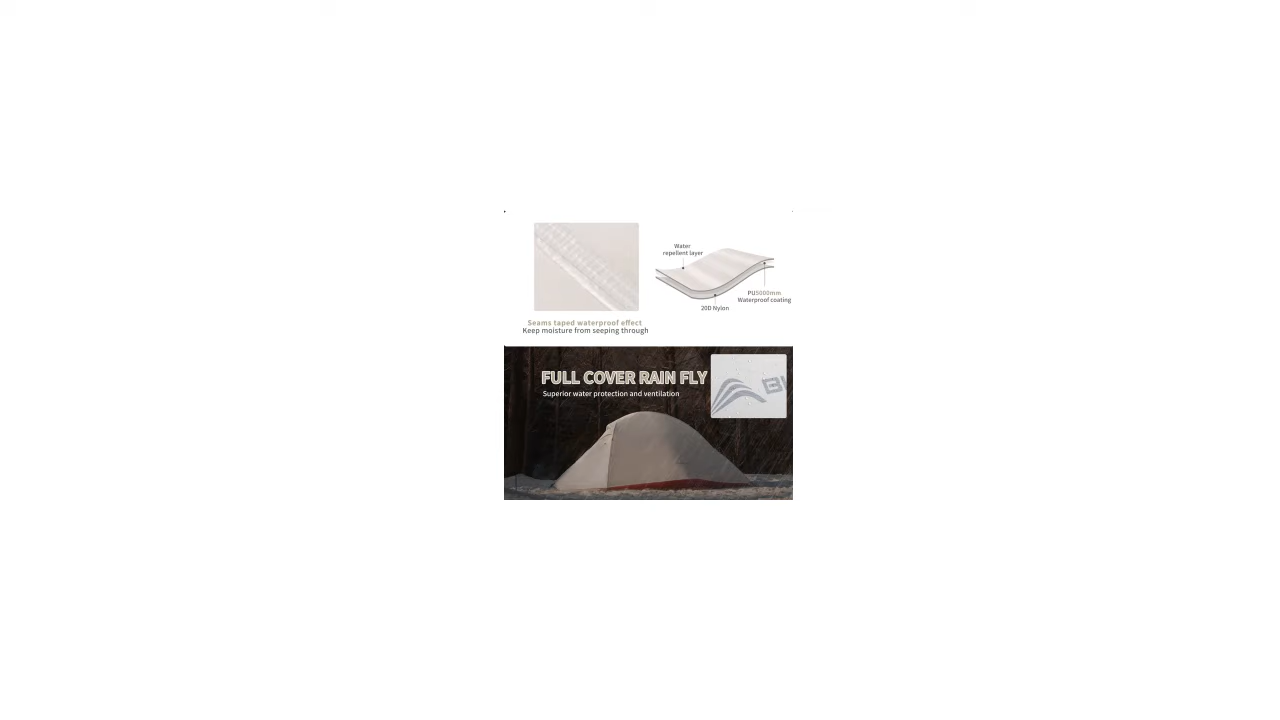 Water
repellent layer
PU5000mm
Waterproof coating
20D Nylon
Seams taped waterproof effect
Keep moisture from seeping through
FULL COVER RAIN FLY
Superior water protection and ventilation